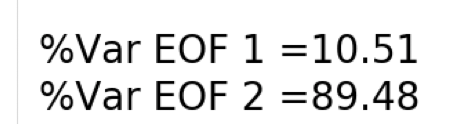 %Var EOF 1 =10.51
%Var EOF 2 =89.48